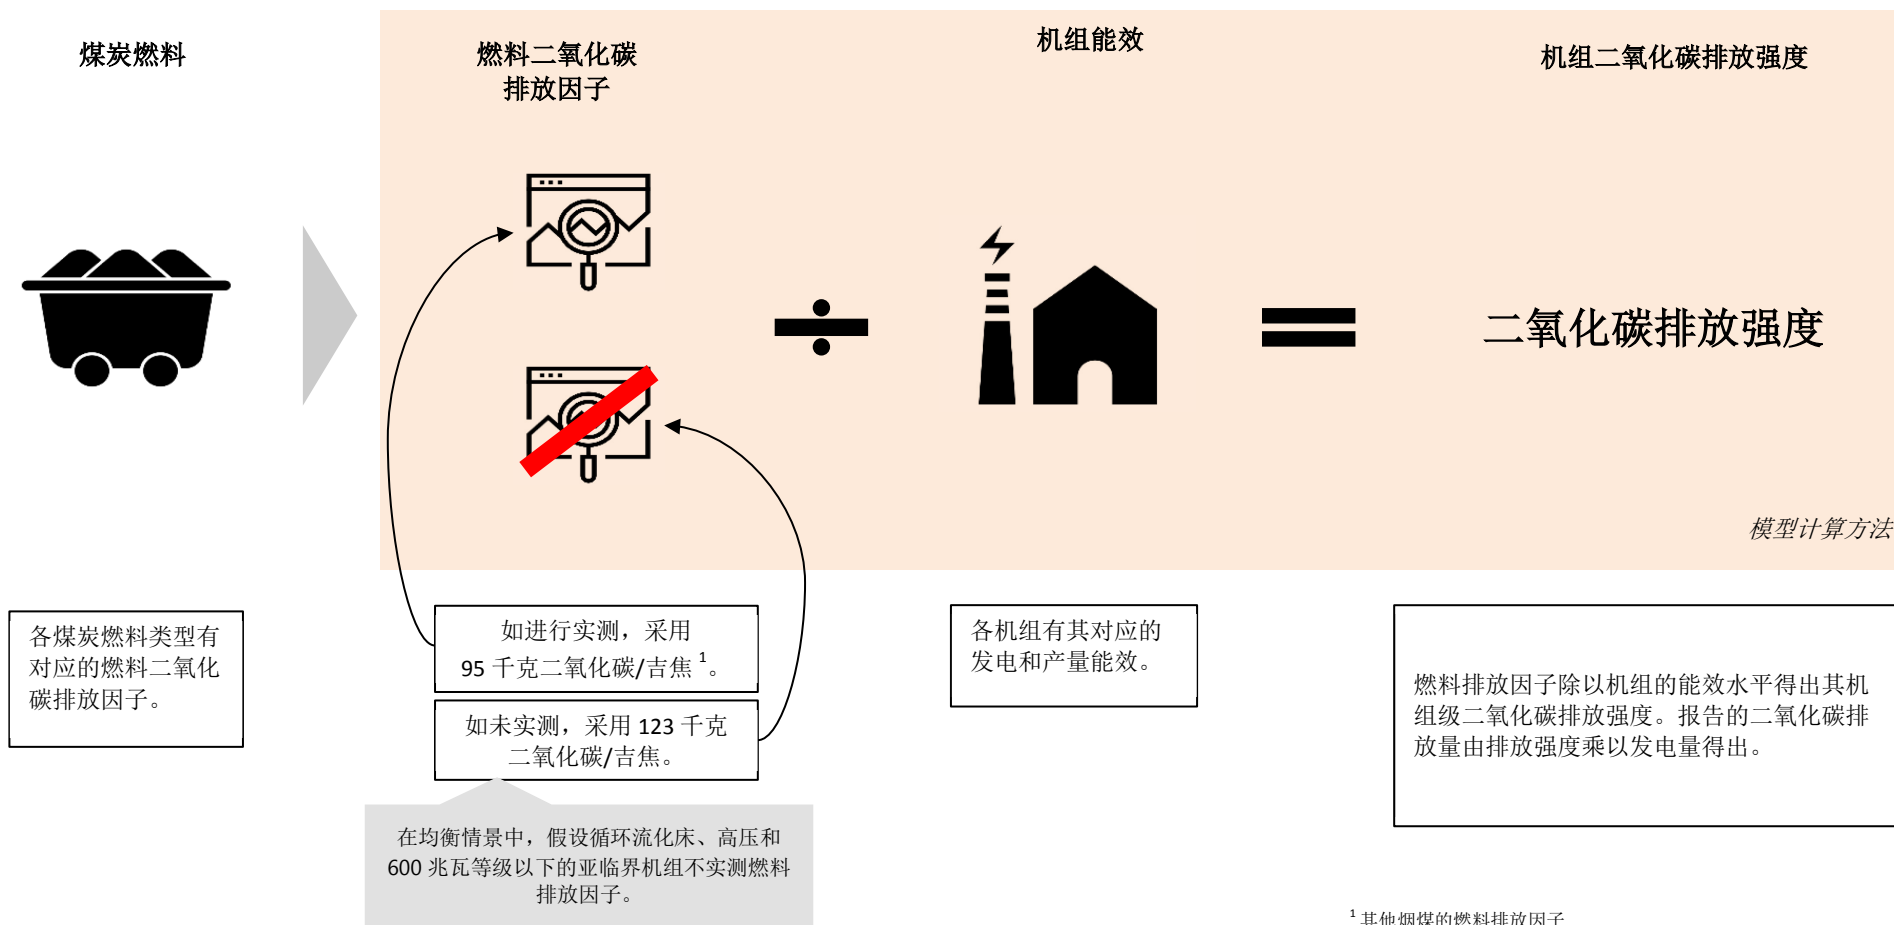 煤炭燃料
燃料二氧化碳
排放因子
机组能效
机组二氧化碳排放强度
二氧化碳排放强度
模型计算方法
各煤炭燃料类型有
对应的燃料二氧化
碳排放因子。
如进行实测，采用
95 千克二氧化碳/吉焦 1。
如未实测，采用 123 千克
二氧化碳/吉焦。
在均衡情景中，假设循环流化床、高压和
600 兆瓦等级以下的亚临界机组不实测燃料
排放因子。
各机组有其对应的
发电和产量能效。
燃料排放因子除以机组的能效水平得出其机
组级二氧化碳排放强度。报告的二氧化碳排
放量由排放强度乘以发电量得出。
1 其他烟煤的燃料排放因子